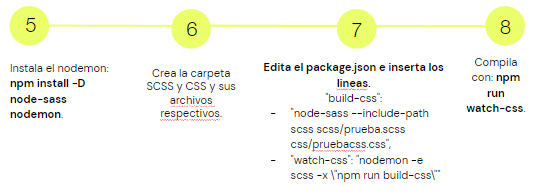 5
Instala el nodemon:
npm install -D
node-sass
nodemon.
6
Crea la carpeta
SCSS y CSS y sus
archivos
respectivos.
7
Edita el package.json e inserta los
lineas.
"build-css":
- "node-sass --include-path
scss scss/prueba.scss
css/pruebacss.css",
- "watch-css": "nodemon -e
scss -x \"npm run build-css\""
8
Compila
con: npm
run
watch-css.